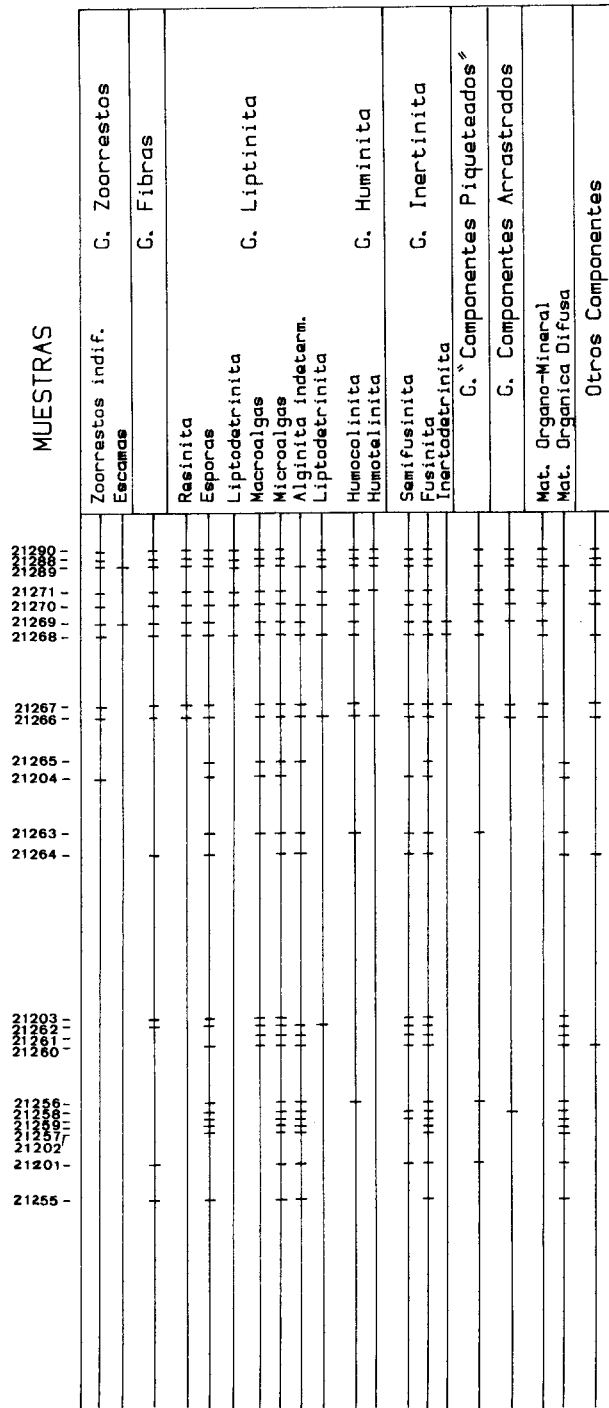 MUESTRAS
G. Zoorrestos
Zoorrestos indif.
Escamas
G. Fibras
G. Liptinita
Resinita
Esporas
Liptodetrinita
Macroalgas
Microalgas
Alginita indeterm.
Liptodetrinita
G. Huminita
Humocolinita
Humotelinita
G. Inertinita
Semifusinita
Fusinita
Inertodetrinita
G. "Componentes Piqueteados"
G. Componentes Arrastrados
Mat. Organo-Mineral
Mat. Organica Difusa
Otros Componentes
21290 -
21288 -
21289 -
21271 -
21270 -
21269 -
21268 -
21267 -
21266 -
21265 -
21204 -
21263 -
21264 -
21203 -
21262 -
21261 -
21260 -
21256 -
21258 -
21259 -
21257
21202
21201 -
21255 -